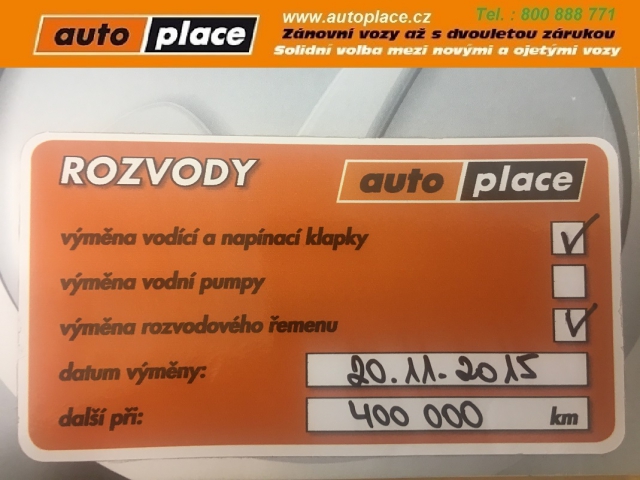 auto place
www.autoplace.cz
Tel. : 800 888 771
Zánovní vozy až s dvouletou zárukou
Solidní volba mezi novými a ojetými vozy
ROZVODY
auto place
výměna vodící a napínací klapky
výměna vodní pumpy
výměna rozvodového řemenu
datum výměny: 20.11.2015
další při: 400 000 km